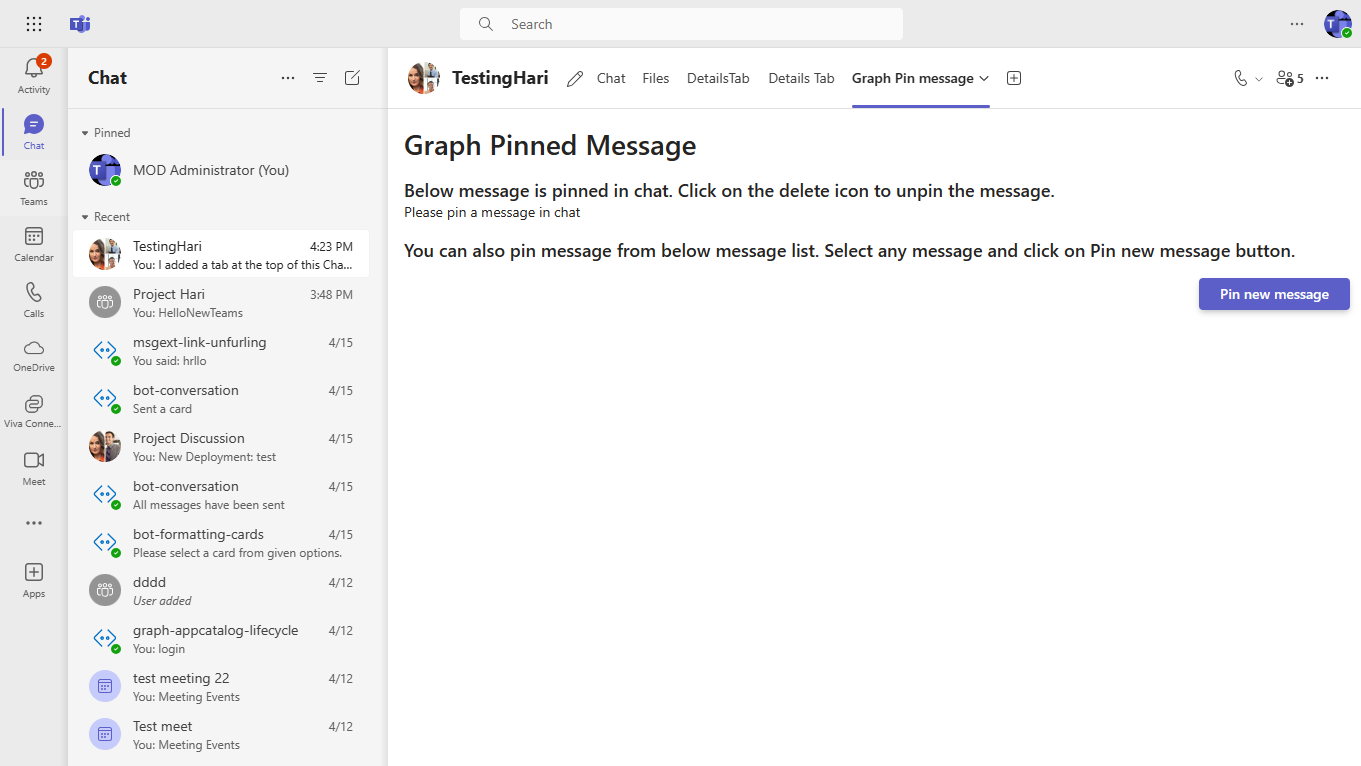 Search
2
Activity
Chat
Teams
Calendar
Calls
OneDrive
Viva Conne...
Meet
Apps
Chat
Pinned
MOD Administrator (You)
Recent
TestingHari 4:23 PM
You: I added a tab at the top of this Cha...
Project Hari 3:48 PM
You: HelloNewTeams
msgext-link-unfurling 4/15
You said: hrllo
bot-conversation 4/15
Sent a card
Project Discussion 4/15
You: New Deployment: test
bot-conversation 4/15
All messages have been sent
bot-formatting-cards 4/15
Please select a card from given options.
dddd 4/12
User added
graph-appcatalog-lifecycle 4/12
You: login
test meeting 22 4/12
You: Meeting Events
Test meet 4/12
You: Meeting Events
TestingHari Chat Files DetailsTab Details Tab Graph Pin message 5
Graph Pinned Message
Below message is pinned in chat. Click on the delete icon to unpin the message.
Please pin a message in chat
You can also pin message from below message list. Select any message and click on Pin new message button.
Pin new message